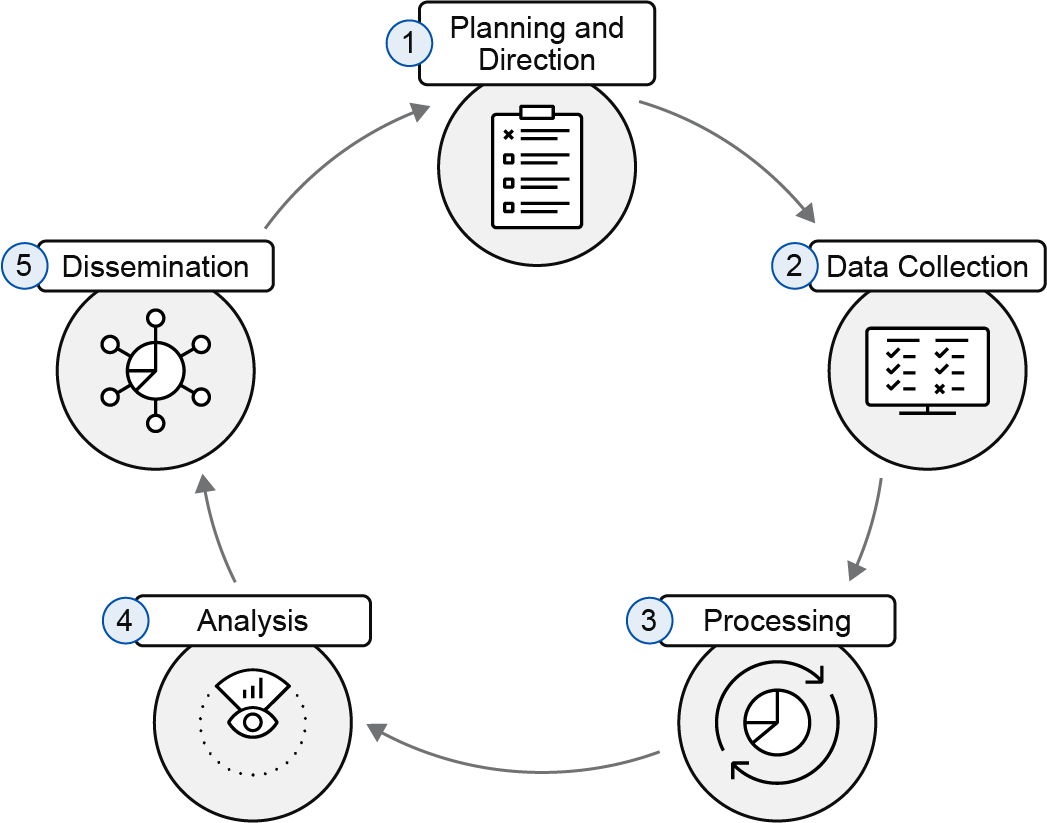 1
Planning and
Direction
2
Data Collection
3
Processing
4
Analysis
5
Dissemination